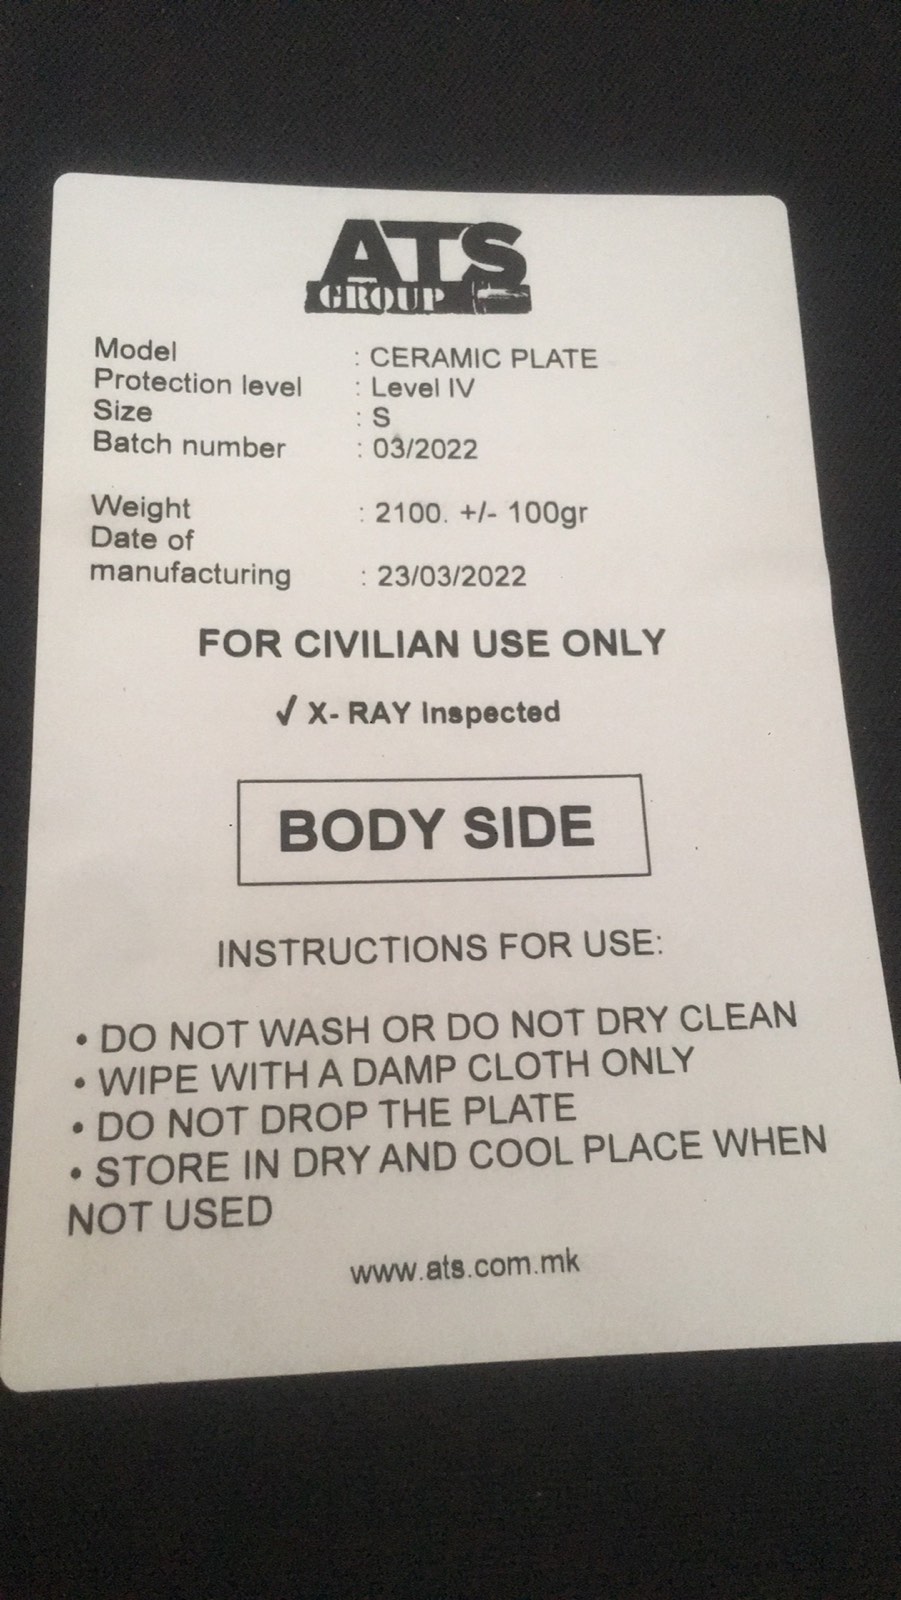 ATS
GROUP
Model : CERAMIC PLATE
Protection level : Level IV
Size : S
Batch number : 03/2022
Weight : 2100. +/- 100gr
Date of
manufacturing : 23/03/2022
FOR CIVILIAN USE ONLY
√ X- RAY Inspected
BODY SIDE
INSTRUCTIONS FOR USE:
• DO NOT WASH OR DO NOT DRY CLEAN
• WIPE WITH A DAMP CLOTH ONLY
• DO NOT DROP THE PLATE
• STORE IN DRY AND COOL PLACE WHEN
NOT USED
www.ats.com.mk